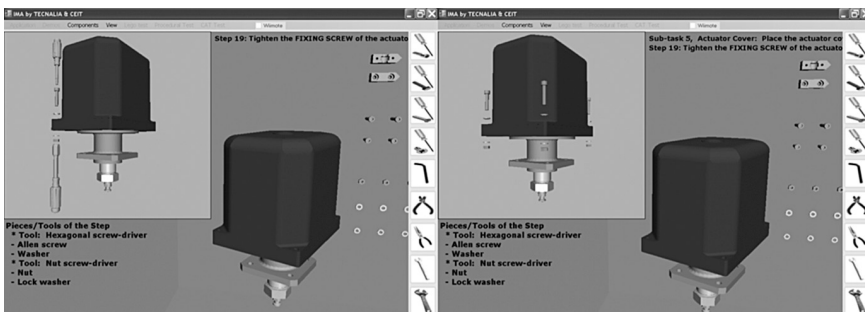 IMA by TECNALIA & CEIT
Components View
Wiimote
Step 19: Tighten the FIXING SCREW of the actuator
Pieces/Tools of the Step
* Tool: Hexagonal screw-driver
- Allen screw
- Washer
* Tool: Nut screw-driver
- Nut
- Lock washer
IMA by TECNALIA & CEIT
Components View
Wiimote
Sub-task 5, Actuator Cover: Place the actuator co
Step 19: Tighten the FIXING SCREW of the actuato
Pieces/Tools of the Step
* Tool: Hexagonal screw-driver
- Allen screw
- Washer
* Tool: Nut screw-driver
- Nut
- Lock washer